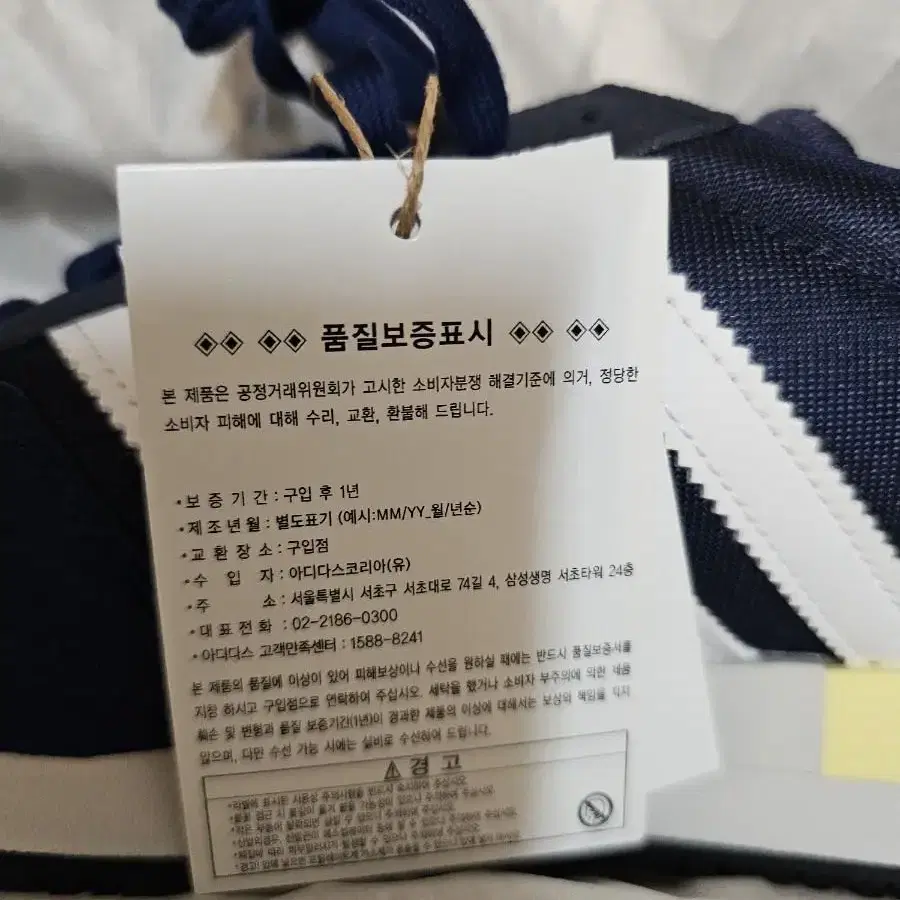 ◈◈ ◈◈ 품질보증표시 ◈◈ ◈◈
본 제품은 공정거래위원회가 고시한 소비자분쟁 해결기준에 의거, 정당한
소비자 피해에 대해 수리, 교환, 환불해 드립니다.
• 보 증 기 간 : 구입 후 1년
• 제 조 년 월 : 별도표기 (예시:MM/YY_월/년순)
• 교 환 장 소 : 구입점
• 수 입 자 : 아디다스코리아(유)
• 주 소 : 서울특별시 서초구 서초대로 74길 4, 삼성생명 서초타워 24층
• 대 표 전 화 : 02-2186-0300
• 아디다스 고객만족센터 : 1588-8241
본 제품의 품질에 이상이 있어 피해보상이나 수선을 원하실 때에는 반드시 품질보증서를
지참 하시고 구입점으로 연락하여 주십시오. 세탁을 했거나 소비자 부주의에 의한 제품
훼손 및 변형과 품질 보증기간(1년)이 경과한 제품의 이상에 대해서는 보상의 책임을 지지
않으며, 다만 수선 가능 시에는 실비로 수선하여 드립니다.
⚠ 경 고